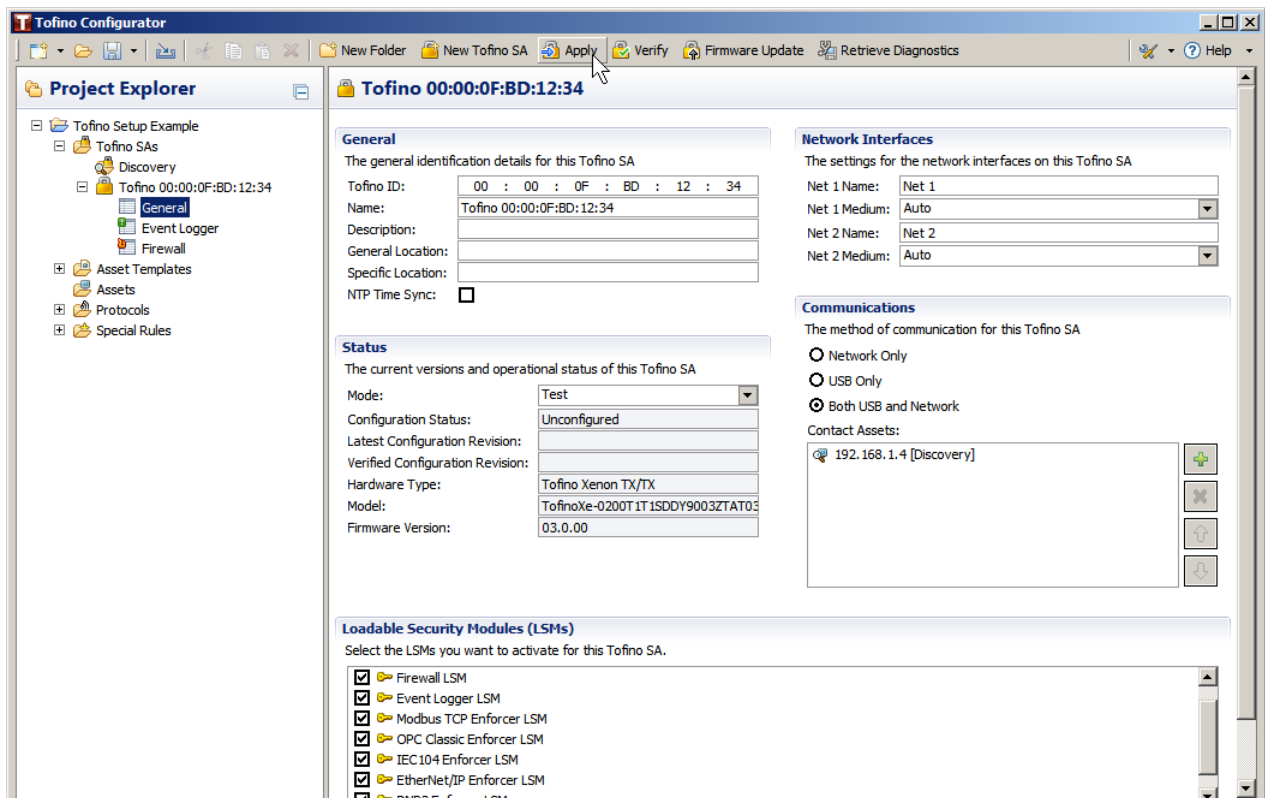 Tofino Configurator
New Folder New Tofino SA Apply Verify Firmware Update Retrieve Diagnostics Help
Project Explorer
Tofino Setup Example
Tofino SAs
Discovery
Tofino 00:00:0F:BD:12:34
General
Event Logger
Firewall
Asset Templates
Assets
Protocols
Special Rules
Tofino 00:00:0F:BD:12:34
General
The general identification details for this Tofino SA
Tofino ID: 00 : 00 : 0F : BD : 12 : 34
Name: Tofino 00:00:0F:BD:12:34
Description:
General Location:
Specific Location:
NTP Time Sync:
Status
The current versions and operational status of this Tofino SA
Mode: Test
Configuration Status: Unconfigured
Latest Configuration Revision:
Verified Configuration Revision:
Hardware Type: Tofino Xenon TX/TX
Model: TofinoXe-0200T1T1SDDY9003ZTAT03
Firmware Version: 03.0.00
Network Interfaces
The settings for the network interfaces on this Tofino SA
Net 1 Name: Net 1
Net 1 Medium: Auto
Net 2 Name: Net 2
Net 2 Medium: Auto
Communications
The method of communication for this Tofino SA
Network Only
USB Only
Both USB and Network
Contact Assets:
192.168.1.4 [Discovery]
Loadable Security Modules (LSMs)
Select the LSMs you want to activate for this Tofino SA.
Firewall LSM
Event Logger LSM
Modbus TCP Enforcer LSM
OPC Classic Enforcer LSM
IEC104 Enforcer LSM
EtherNet/IP Enforcer LSM